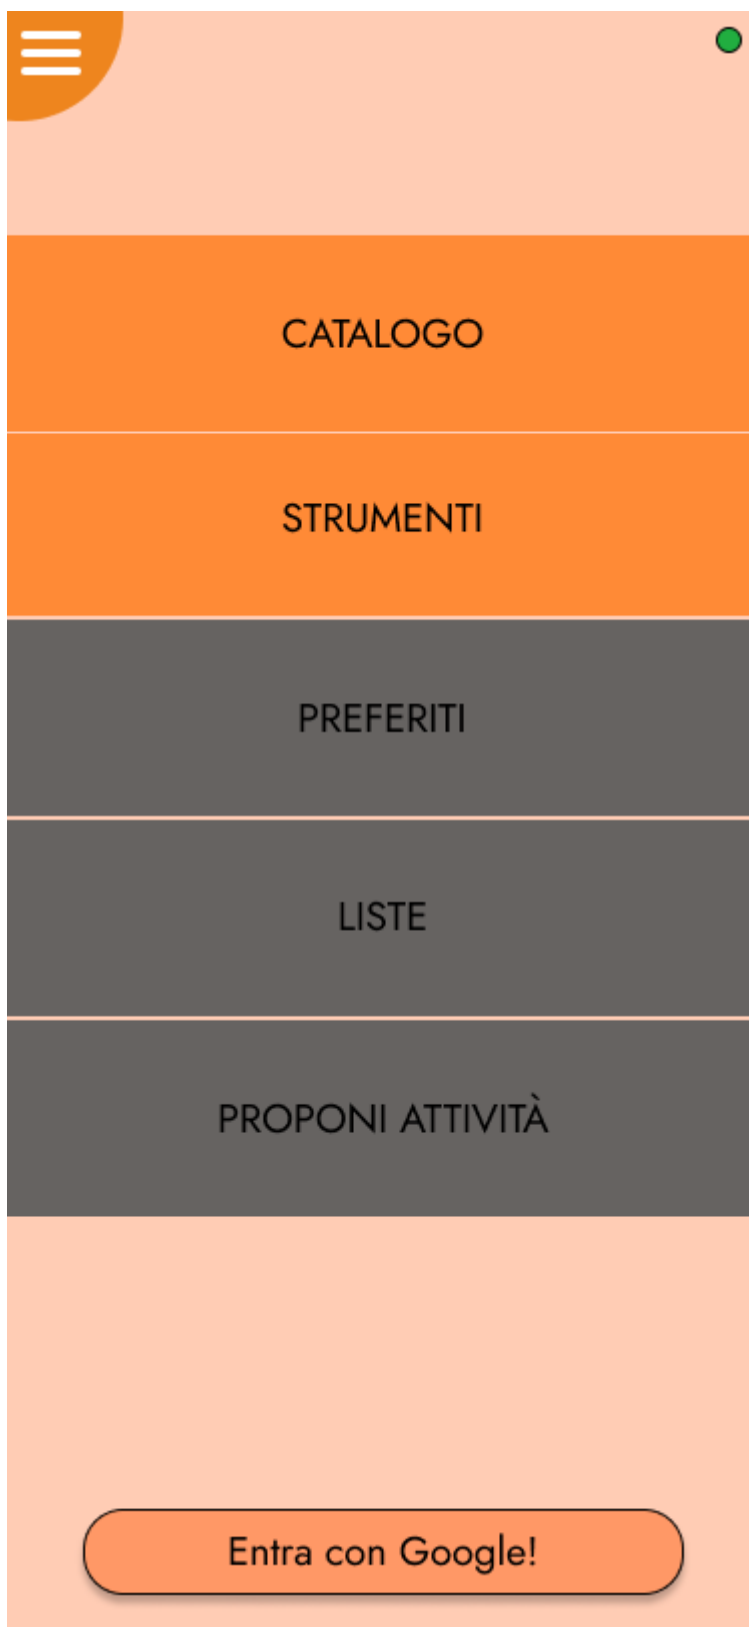 CATALOGO
STRUMENTI
PREFERITI
LISTE
PROPONI ATTIVITÀ
Entra con Google!